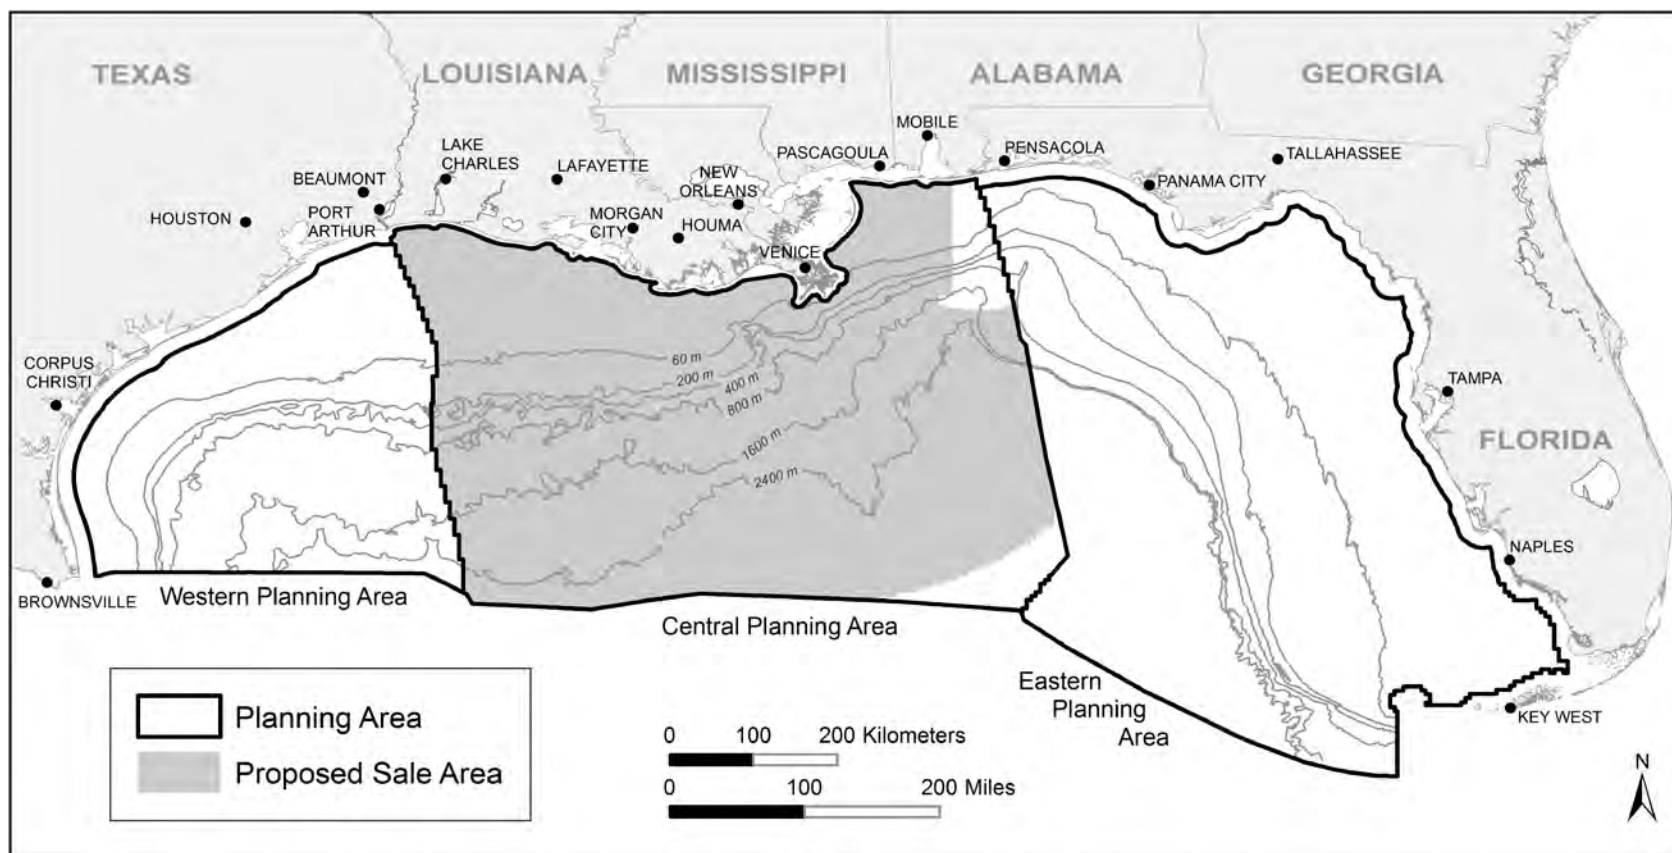 TEXAS
LOUISIANA
MISSISSIPPI
ALABAMA
GEORGIA
MOBILE
PASCAGOULA
PENSACOLA
TALLAHASSEE
LAKE
CHARLES
LAFAYETTE
NEW
ORLEANS
PANAMA CITY
BEAUMONT
HOUSTON
PORT
ARTHUR
MORGAN
CITY
HOUMA
VENICE
CORPUS
CHRISTI
60 m
200 m
400 m
800 m
1600 m
2400 m
TAMPA
FLORIDA
NAPLES
BROWNSVILLE
Western Planning Area
Central Planning Area
Eastern
Planning
Area
KEY WEST
Planning Area
Proposed Sale Area
0 100 200 Kilometers
0 100 200 Miles
N